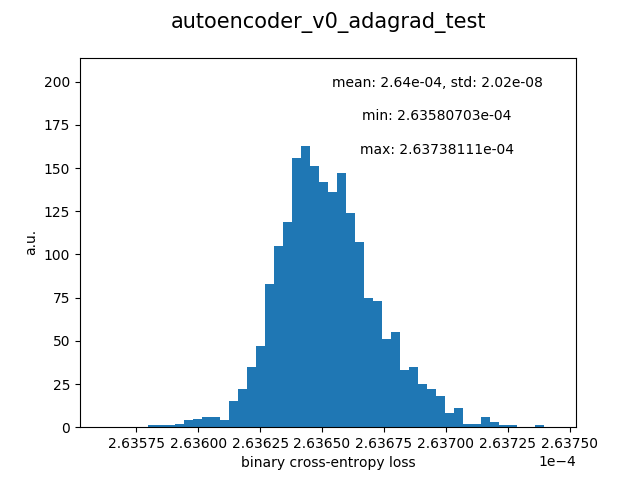 autoencoder_v0_adagrad_test
mean: 2.64e-04, std: 2.02e-08
min: 2.63580703e-04
max: 2.63738111e-04
200
175
150
125
100
75
50
25
0
a.u.
2.63575 2.63600 2.63625 2.63650 2.63675 2.63700 2.63725 2.63750
binary cross-entropy loss
1e−4